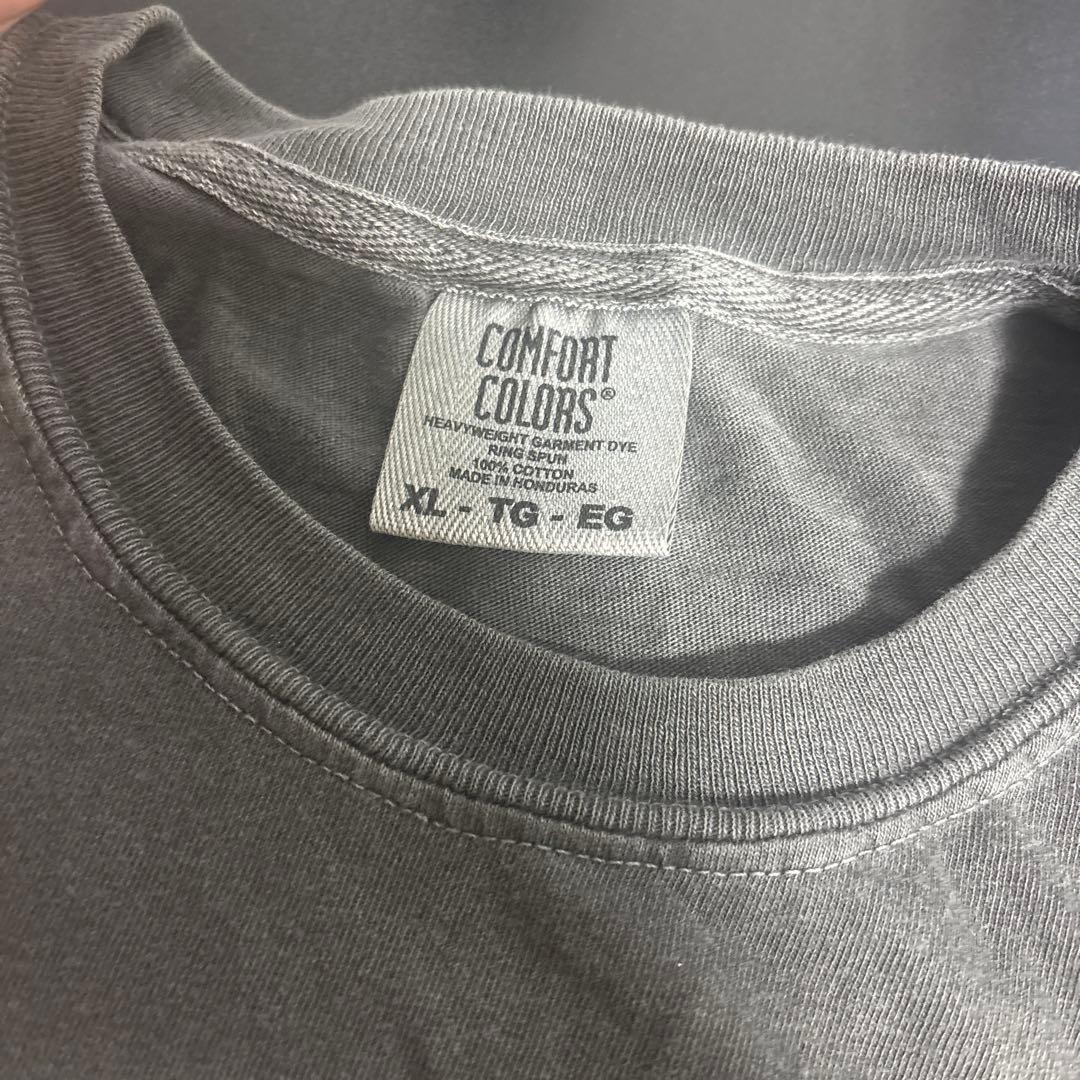 COMFORT
COLORS®
HEAVYWEIGHT GARMENT DYE
RING SPUN
100% COTTON
MADE IN HONDURAS
XL - TG - EG